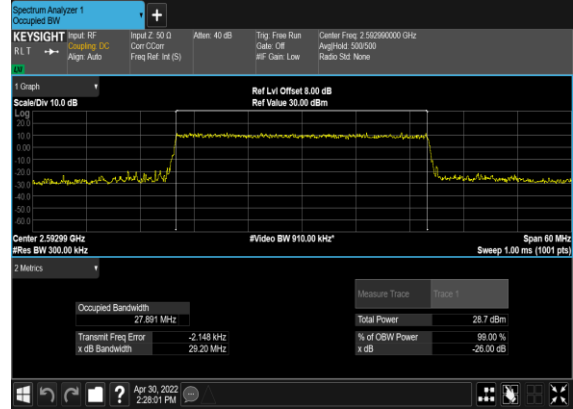 Spectrum Analyzer 1
Occupied BW
+
KEYSIGHT Input: RF Input Z: 50 Ω Atten: 40 dB Trig: Free Run Center Freq: 2.592990000 GHz
RLT Coupling: DC Corr CCorr Gate: Off Avg|Hold: 500/500
Align: Auto Freq Ref: Int (S) #IF Gain: Low Radio Std: None
LM
1 Graph Ref Lvl Offset 8.00 dB
Scale/Div 10.0 dB Ref Value 30.00 dBm
Log
20.0
10.0
0.00
-10.0
-20.0
-30.0
-40.0
-50.0
-60.0
Center 2.59299 GHz #Video BW 910.00 kHz* Span 60 MHz
#Res BW 300.00 kHz Sweep 1.00 ms (1001 pts)
2 Metrics
Measure Trace Trace 1
Occupied Bandwidth
27.891 MHz Total Power 28.7 dBm
Transmit Freq Error -2.148 kHz % of OBW Power 99.00 %
x dB Bandwidth 29.20 MHz x dB -26.00 dB
? Apr 30, 2022
2:28:01 PM